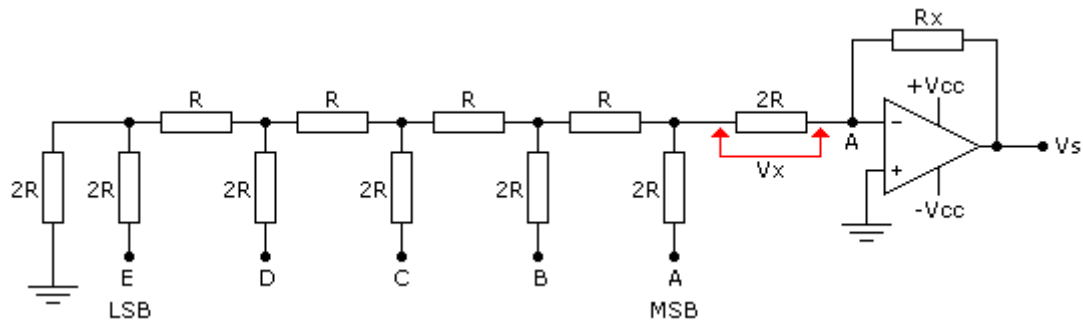 Rx
R R R R 2R +Vcc
A Vs
Vx
2R 2R 2R 2R 2R 2R
-Vcc
E D C B A
LSB MSB